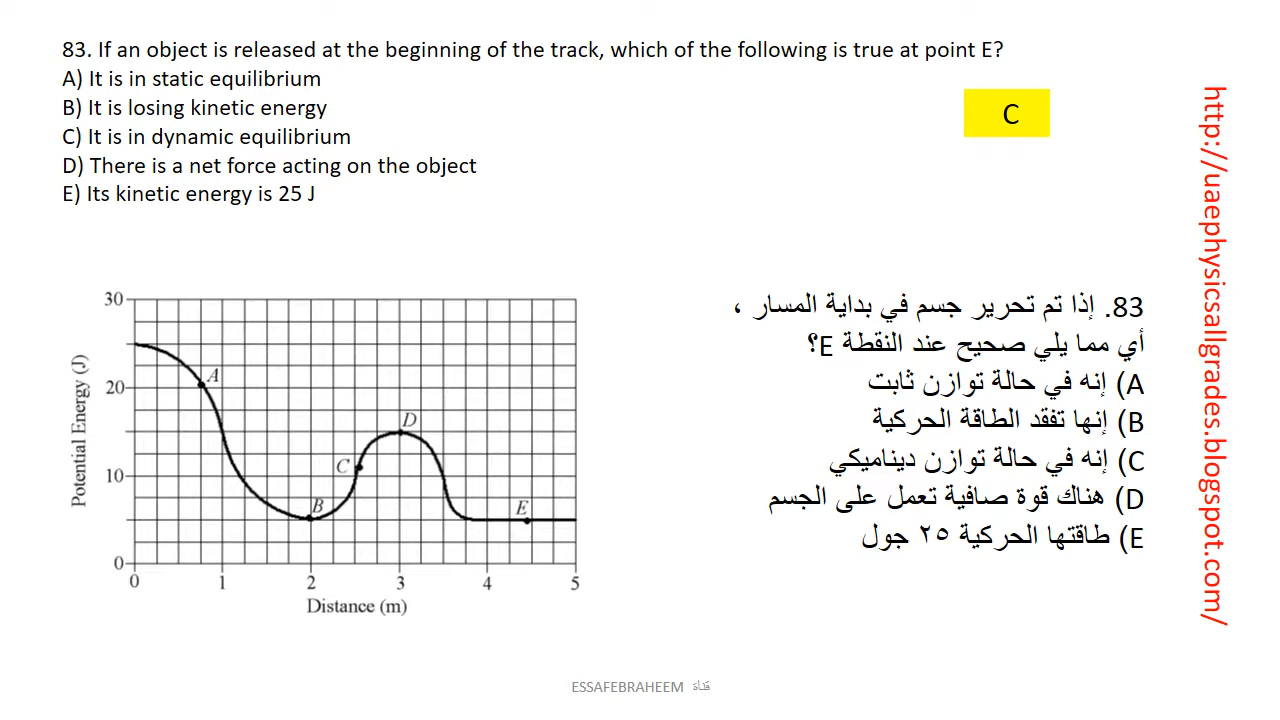 83. If an object is released at the beginning of the track, which of the following is true at point E?
A) It is in static equilibrium
B) It is losing kinetic energy
C) It is in dynamic equilibrium
D) There is a net force acting on the object
E) Its kinetic energy is 25 J
C
http://uaephysicsallgrades.blogspot.com/
30
20
10
0
Potential Energy (J)
A
B
C
D
E
0 1 2 3 4 5
Distance (m)
83. إذا تم تحرير جسم في بداية المسار ،
أي مما يلي صحيح عند النقطة E؟
A) إنه في حالة توازن ثابت
B) إنها تفقد الطاقة الحركية
C) إنه في حالة توازن ديناميكي
D) هناك قوة صافية تعمل على الجسم
E) طاقتها الحركية ٢٥ جول
ESSAFEBRAHEEM قناة